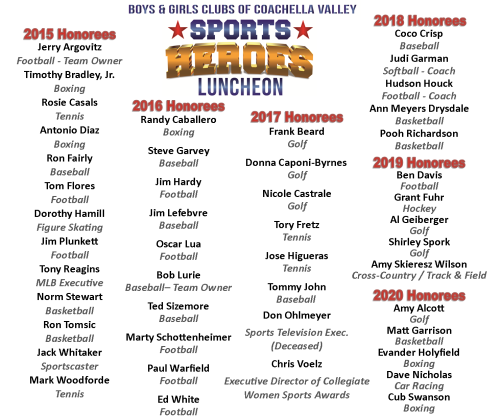 BOYS & GIRLS CLUBS OF COACHELLA VALLEY
SPORTS
HEROES
LUNCHEON
2015 Honorees
Jerry Argovitz
Football - Team Owner
Timothy Bradley, Jr.
Boxing
Rosie Casals
Tennis
Antonio Diaz
Boxing
Ron Fairly
Baseball
Tom Flores
Football
Dorothy Hamill
Figure Skating
Jim Plunkett
Football
Tony Reagins
MLB Executive
Norm Stewart
Basketball
Ron Tomsic
Basketball
Jack Whitaker
Sportscaster
Mark Woodforde
Tennis
2016 Honorees
Randy Caballero
Boxing
Steve Garvey
Baseball
Jim Hardy
Football
Jim Lefebvre
Baseball
Oscar Lua
Football
Bob Lurie
Baseball– Team Owner
Ted Sizemore
Baseball
Marty Schottenheimer
Football
Paul Warfield
Football
Ed White
Football
2017 Honorees
Frank Beard
Golf
Donna Caponi-Byrnes
Golf
Nicole Castrale
Golf
Tory Fretz
Tennis
Jose Higueras
Tennis
Tommy John
Baseball
Don Ohlmeyer
Sports Television Exec.
(Deceased)
Chris Voelz
Executive Director of Collegiate
Women Sports Awards
2018 Honorees
Coco Crisp
Baseball
Judi Garman
Softball - Coach
Hudson Houck
Football - Coach
Ann Meyers Drysdale
Basketball
Pooh Richardson
Basketball
2019 Honorees
Ben Davis
Football
Grant Fuhr
Hockey
Al Geiberger
Golf
Shirley Spork
Golf
Amy Skieresz Wilson
Cross-Country / Track & Field
2020 Honorees
Amy Alcott
Golf
Matt Garrison
Basketball
Evander Holyfield
Boxing
Dave Nicholas
Car Racing
Cub Swanson
Boxing